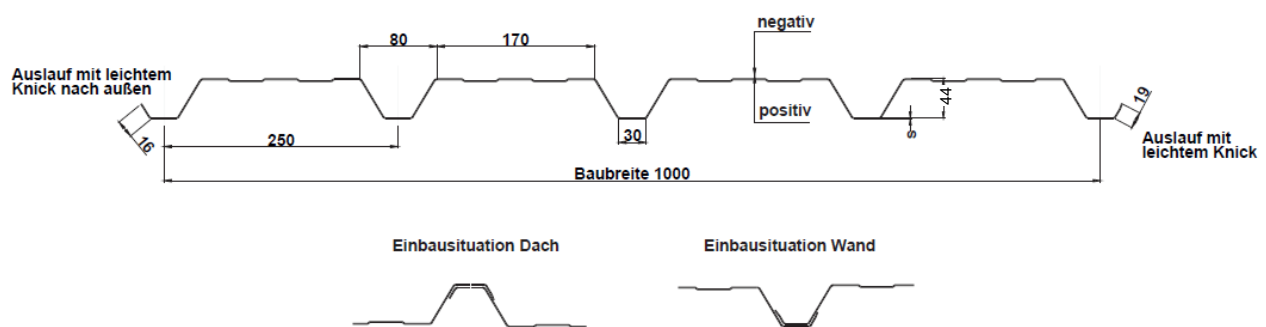 negativ
80
170
Auslauf mit leichtem
Knick nach außen
44
19
positiv
16
250
30
s
Auslauf mit
leichtem Knick
Baubreite 1000
Einbausituation Dach
Einbausituation Wand